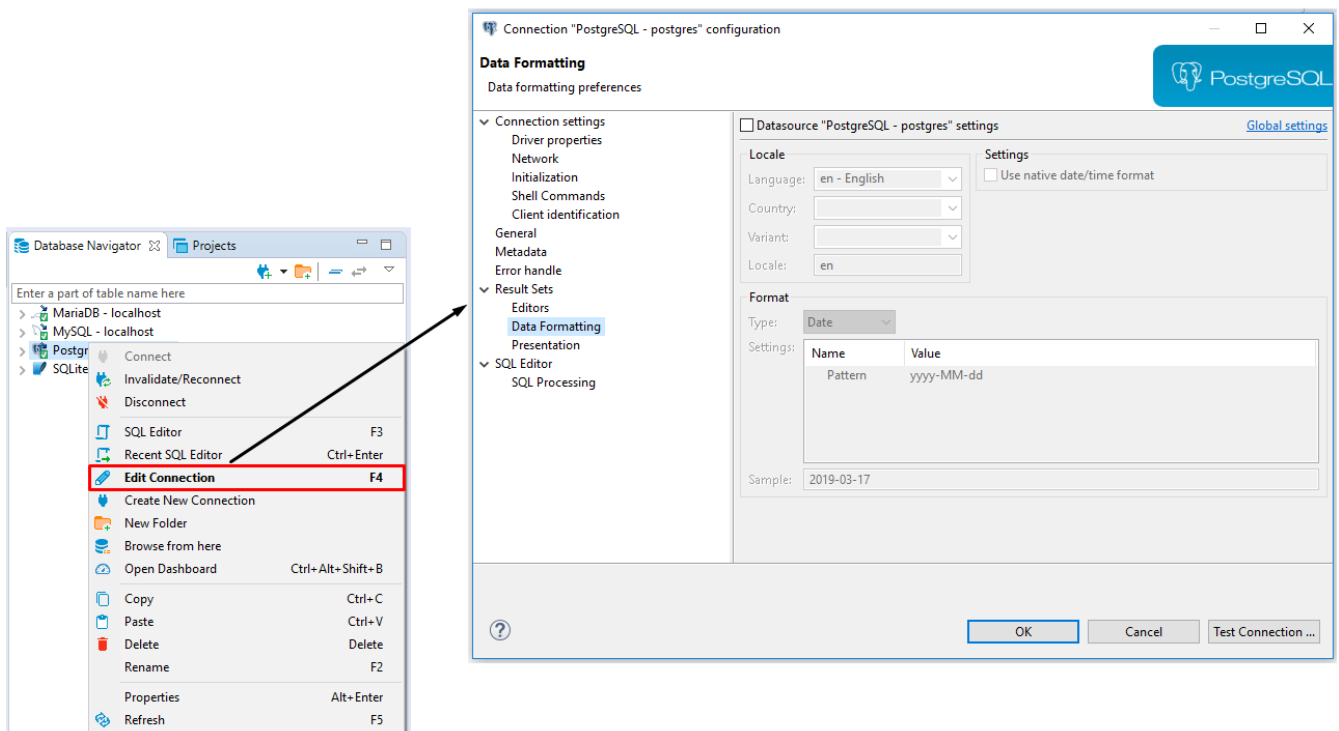 Database Navigator Projects
Enter a part of table name here
MariaDB - localhost
MySQL - localhost
Postgr
SQLite
Connect
Invalidate/Reconnect
Disconnect
SQL Editor F3
Recent SQL Editor Ctrl+Enter
Edit Connection F4
Create New Connection
New Folder
Browse from here
Open Dashboard Ctrl+Alt+Shift+B
Copy Ctrl+C
Paste Ctrl+V
Delete Delete
Rename F2
Properties Alt+Enter
Refresh F5
Connection "PostgreSQL - postgres" configuration
Data Formatting
Data formatting preferences
PostgreSQL
Connection settings
Driver properties
Network
Initialization
Shell Commands
Client identification
General
Metadata
Error handle
Result Sets
Editors
Data Formatting
Presentation
SQL Editor
SQL Processing
Datasource "PostgreSQL - postgres" settings Global settings
Locale
Language: en - English
Country:
Variant:
Locale: en
Settings
Use native date/time format
Format
Type: Date
Settings:
Name Value
Pattern yyyy-MM-dd
Sample: 2019-03-17
? OK Cancel Test Connection ...